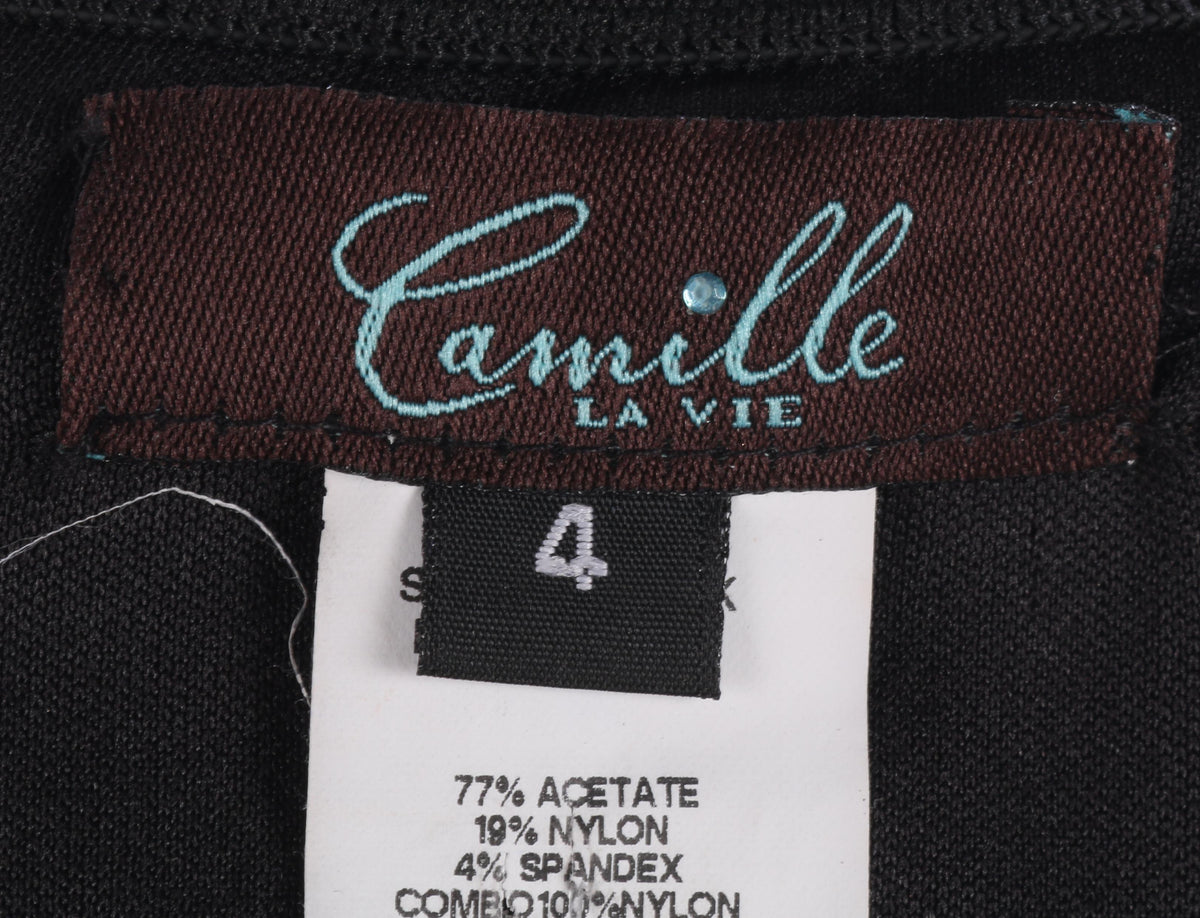 Camille
LA VIE
4
77% ACETATE
19% NYLON
4% SPANDEX
COMBO 100% NYLON